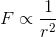 F ∝ 1/r²